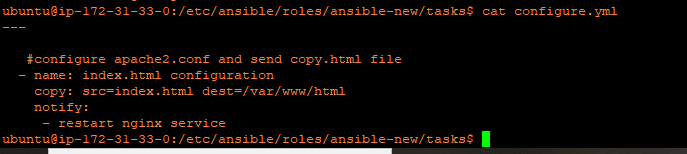 ubuntu@ip-172-31-33-0:/etc/ansible/roles/ansible-new/tasks$ cat configure.yml
---
#configure apache2.conf and send copy.html file
- name: index.html configuration
copy: src=index.html dest=/var/www/html
notify:
- restart nginx service
ubuntu@ip-172-31-33-0:/etc/ansible/roles/ansible-new/tasks$